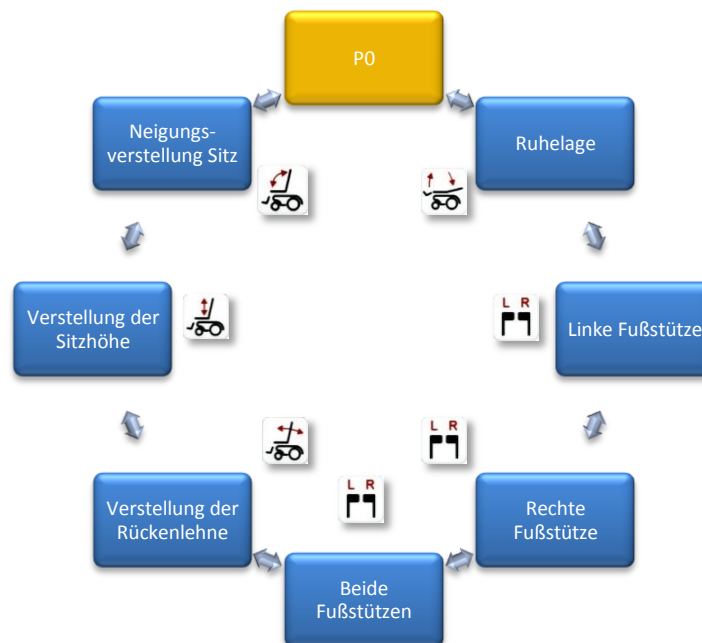 P0
Neigungs-
verstellung Sitz
Ruhelage
Verstellung der
Sitzhöhe
L R
Linke Fußstütze
L R
L R
Verstellung der
Rückenlehne
Rechte
Fußstütze
Beide
Fußstützen